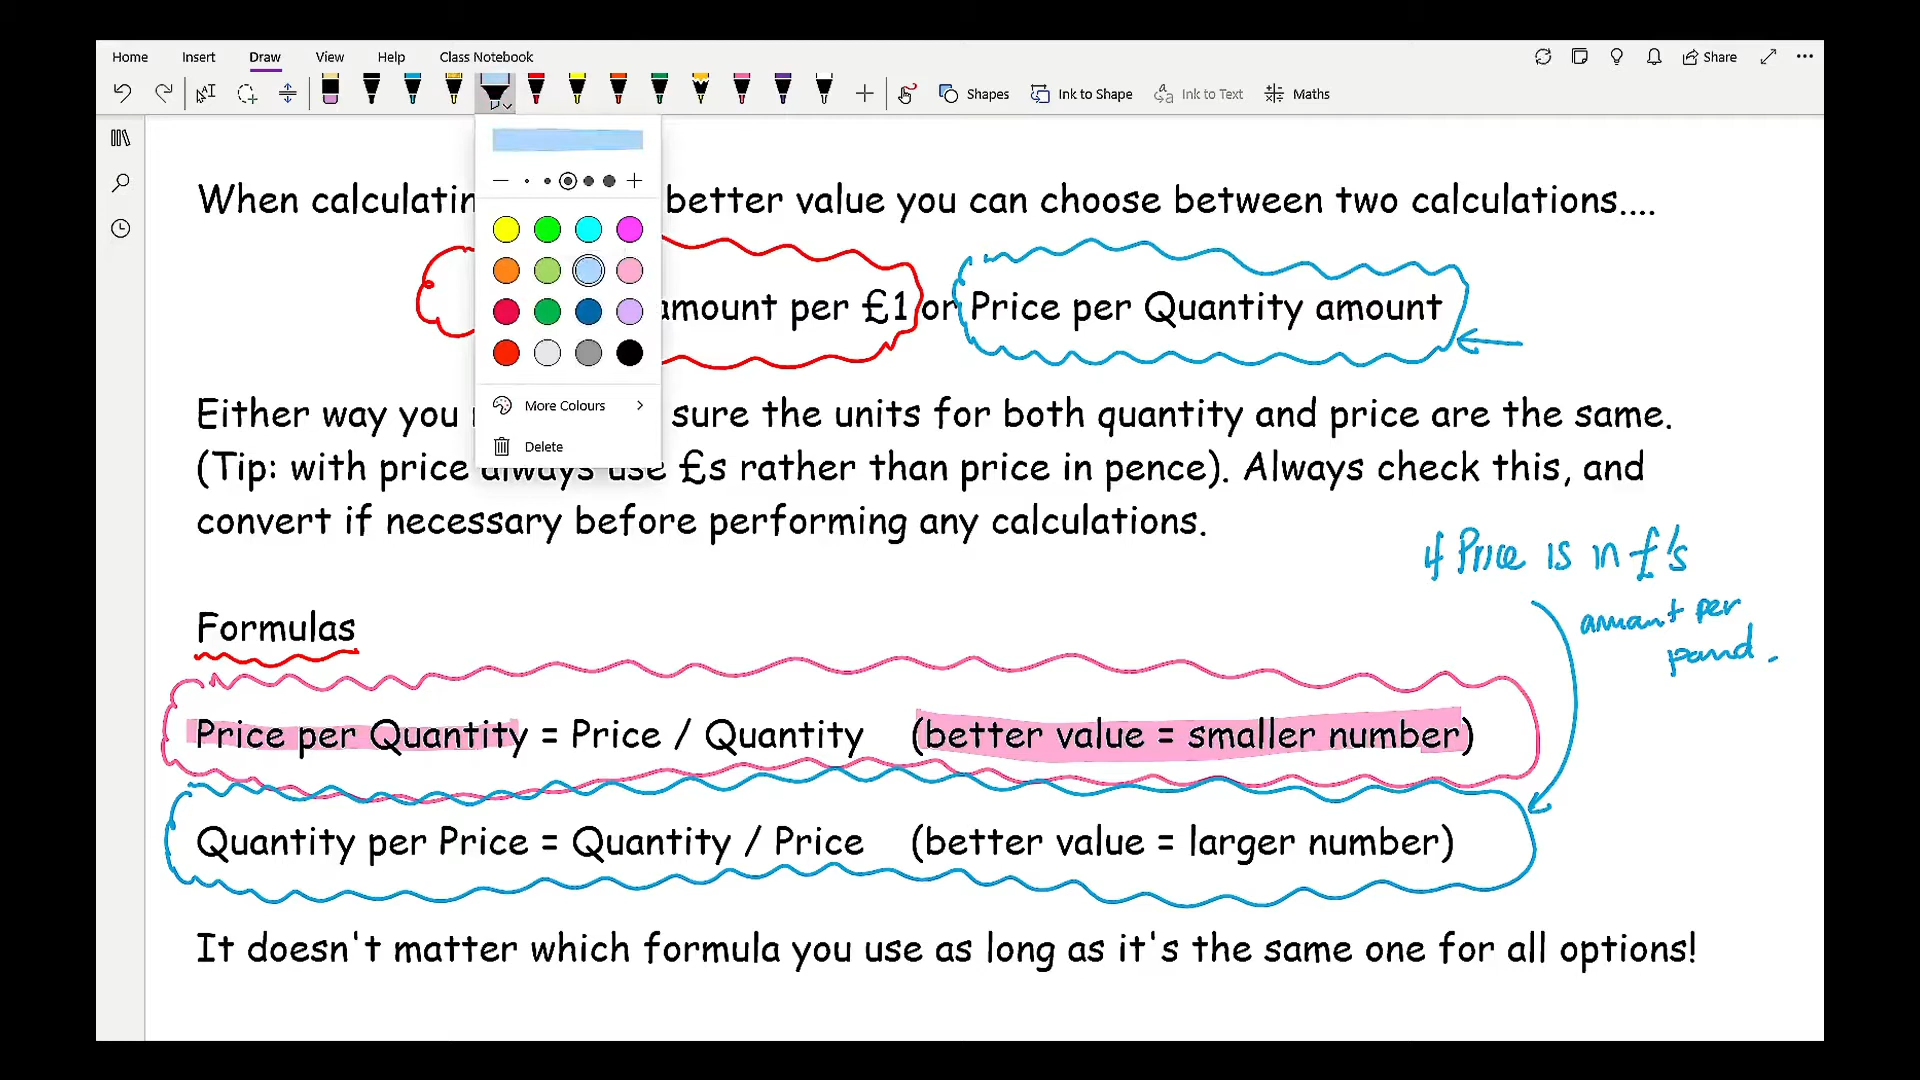 Home Insert Draw View Help Class Notebook
Share
Shapes Ink to Shape Ink to Text Maths
When calculatin better value you can choose between two calculations....
amount per £1 or Price per Quantity amount
More Colours
Either way you sure the units for both quantity and price are the same.
Delete
(Tip: with price always use £s rather than price in pence). Always check this, and
convert if necessary before performing any calculations.
if Price is in £'s
amount per
pound.
Formulas
Price per Quantity = Price / Quantity (better value = smaller number)
Quantity per Price = Quantity / Price (better value = larger number)
It doesn't matter which formula you use as long as it's the same one for all options!